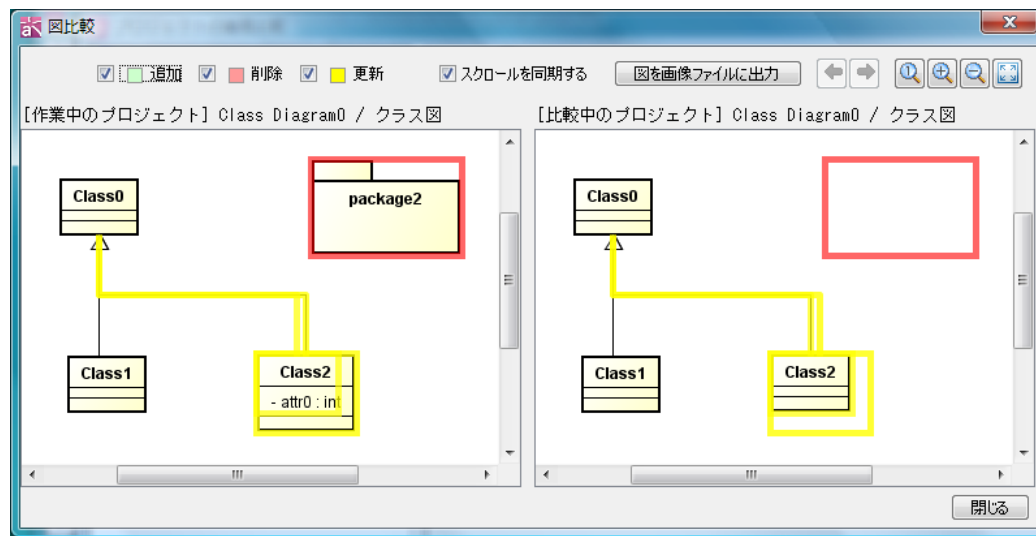 図比較
追加 削除 更新 スクロールを同期する 図を画像ファイルに出力
[作業中のプロジェクト] Class Diagram0 / クラス図
[比較中のプロジェクト] Class Diagram0 / クラス図
Class0
package2
Class1
Class2
- attr0 : int
Class0
Class1
Class2
閉じる